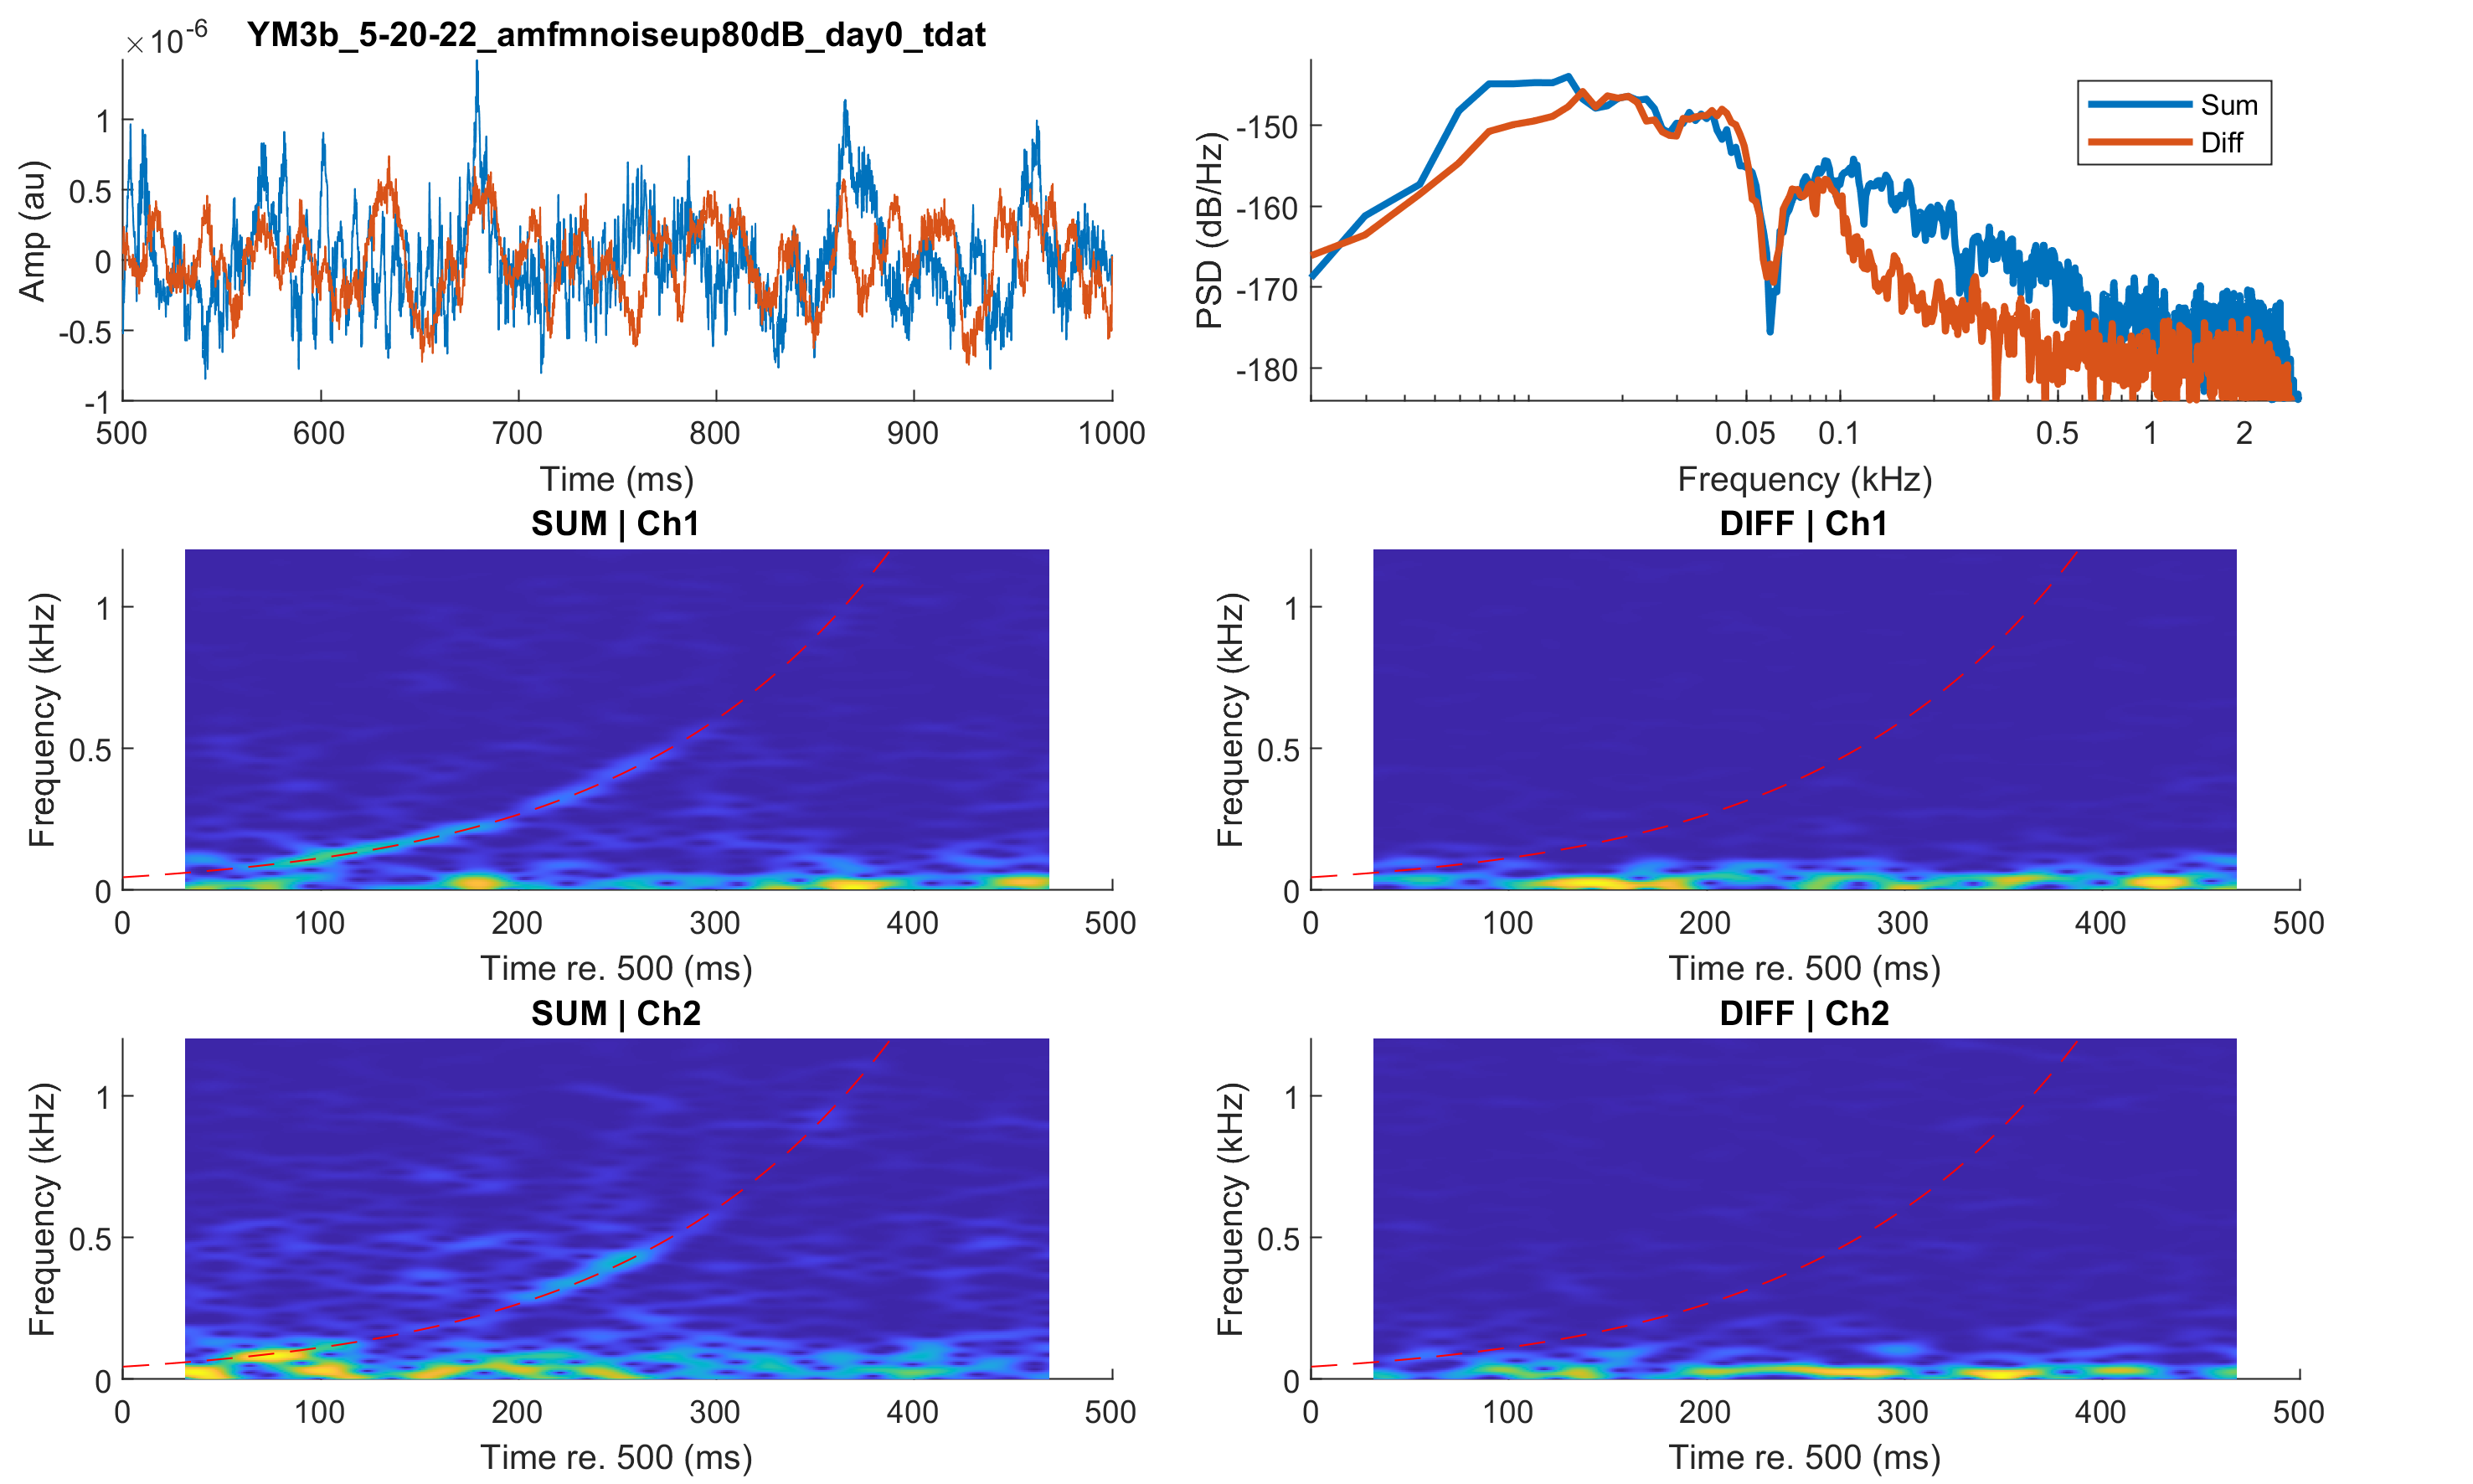 ×10-6
YM3b_5-20-22_amfmnoiseup80dB_day0_tdat
Amp (au)
1
0.5
0
-0.5
-1
500 600 700 800 900 1000
Time (ms)
PSD (dB/Hz)
-150
-160
-170
-180
Sum
Diff
0.05 0.1 0.5 1 2
Frequency (kHz)
SUM | Ch1
Frequency (kHz)
1
0.5
0
0 100 200 300 400 500
Time re. 500 (ms)
DIFF | Ch1
Frequency (kHz)
1
0.5
0
0 100 200 300 400 500
Time re. 500 (ms)
SUM | Ch2
Frequency (kHz)
1
0.5
0
0 100 200 300 400 500
Time re. 500 (ms)
DIFF | Ch2
Frequency (kHz)
1
0.5
0
0 100 200 300 400 500
Time re. 500 (ms)